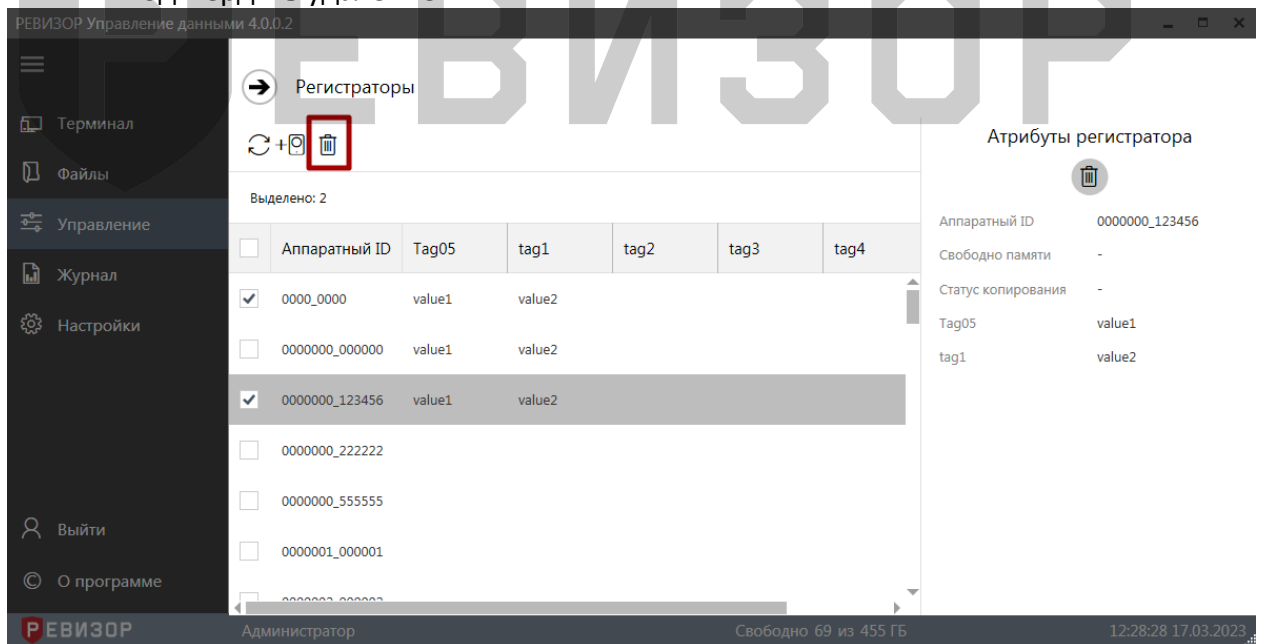 РЕВИЗОР Управление данными 4.0.0.2
РЕВИЗОР
Терминал
Файлы
Управление
Журнал
Настройки
Выйти
© О программе
Регистраторы
Выделено: 2
Аппаратный ID Tag05 tag1 tag2 tag3 tag4
0000_0000 value1 value2
0000000_000000 value1 value2
0000000_123456 value1 value2
0000000_222222
0000000_555555
0000001_000001
Атрибуты регистратора
Аппаратный ID 0000000_123456
Свободно памяти -
Статус копирования -
Tag05 value1
tag1 value2
РЕВИЗОР Администратор Свободно 69 из 455 ГБ 12:28:28 17.03.2023